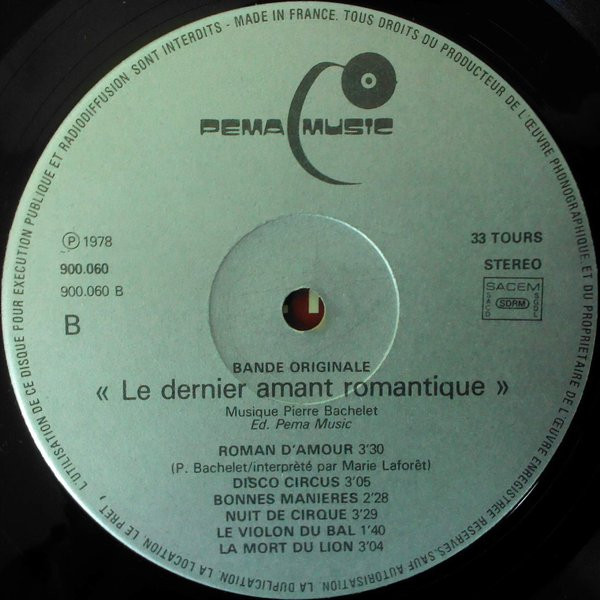 L'UTILISATION DE CE DISQUE POUR EXECUTION PUBLIQUE ET RADIODIFFUSION SONT INTERDITS - MADE IN FRANCE. TOUS DROITS DU PRODUCTEUR DE L'ŒUVRE PHONOGRAPHIQUE ET DU PROPRIETAIRE DE L'ŒUVRE ENREGISTREE RESERVES. SAUF AUTORISATION. LA DUPLICATION. LA LOCATION. LE PRET,
PEMA MUSIC
Ⓟ 1978
33 TOURS
900.060
STEREO
900.060 B
SACEM
SACD SDRM SGDL
B
BANDE ORIGINALE
« Le dernier amant romantique »
Musique Pierre Bachelet
Ed. Pema Music
ROMAN D'AMOUR 3'30
(P. Bachelet/interprèté par Marie Laforêt)
DISCO CIRCUS 3'05
BONNES MANIERES 2'28
NUIT DE CIRQUE 3'29
LE VIOLON DU BAL 1'40
LA MORT DU LION 3'04